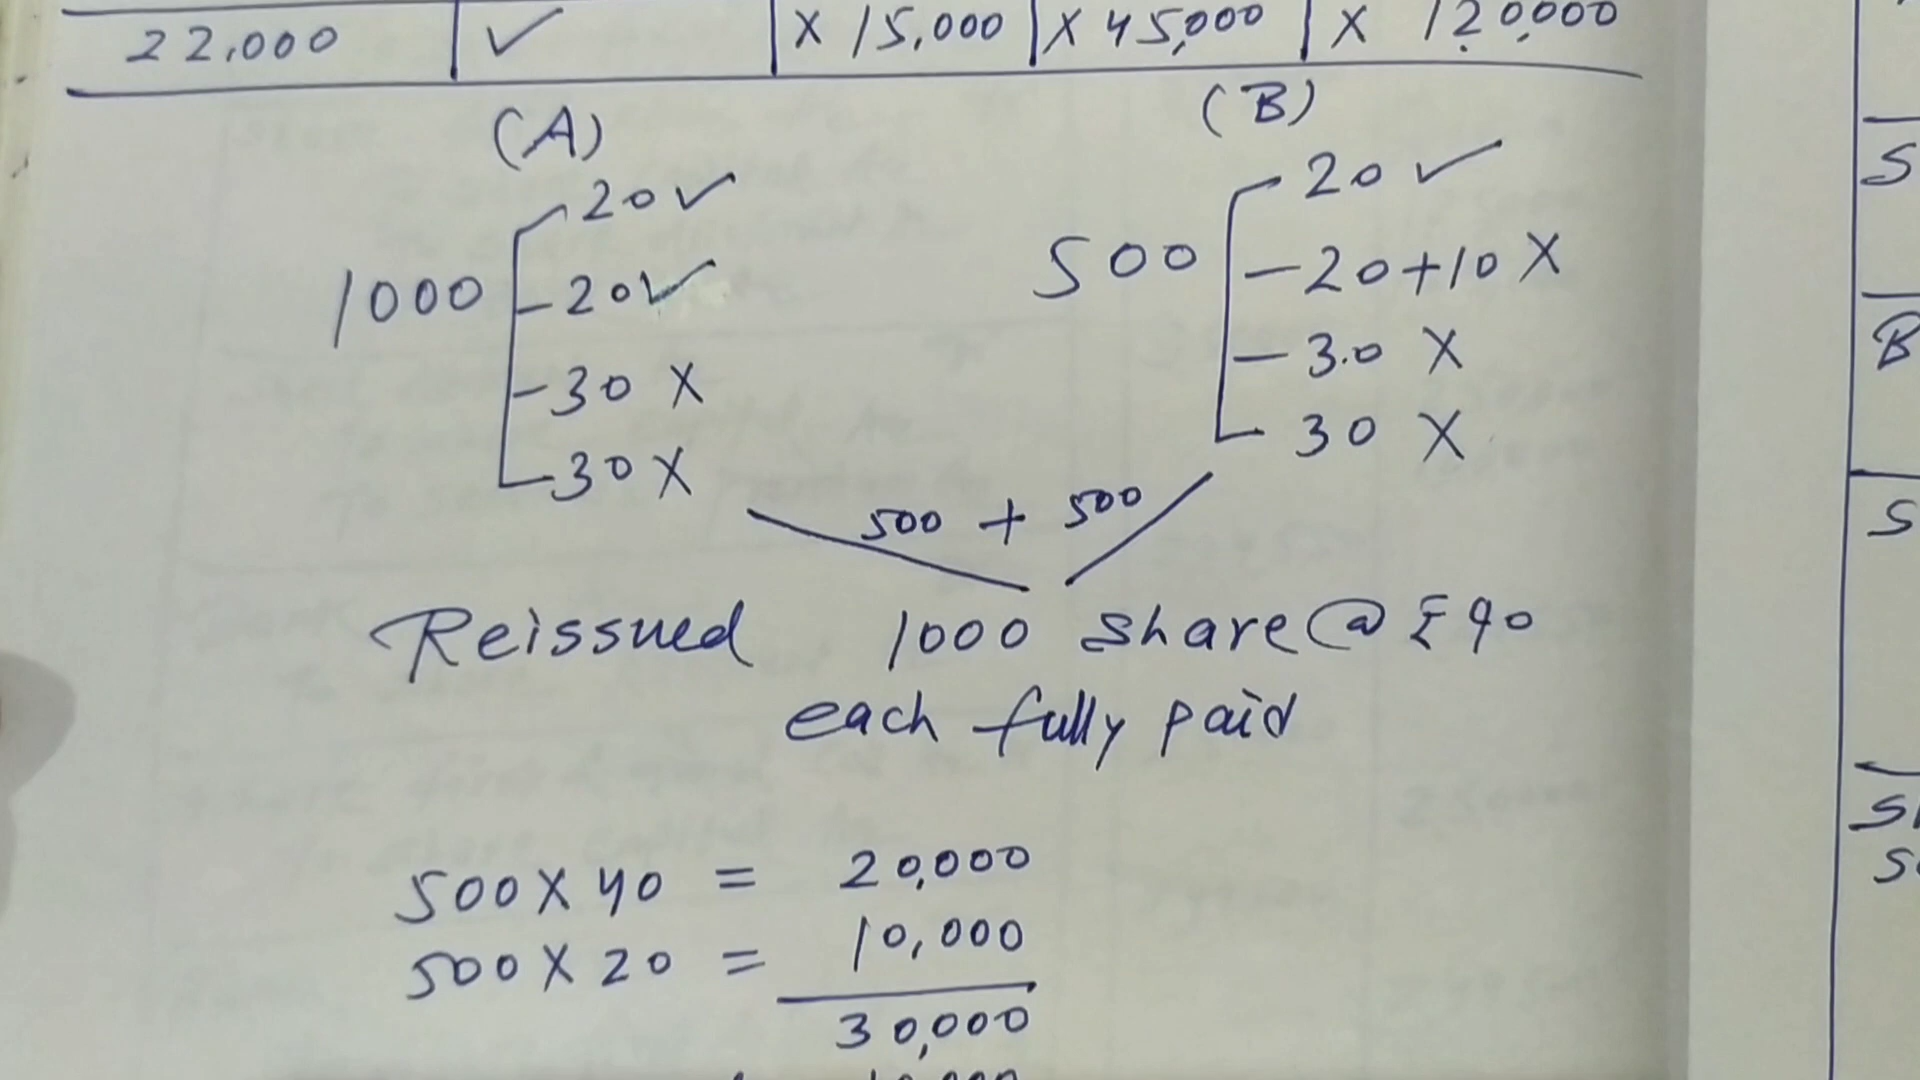 22,000 ✓ X 15,000 X 45,000 X 120,000
(A) (B)
20 ✓ 20 ✓
1000 - 20 ✓ 500 - 20+10 X
- 30 X - 30 X
- 30 X 30 X
500 + 500
Reissued 1000 share @ ₹90
each fully paid
500 X 40 = 20,000
500 X 20 = 10,000
30,000
S
B
S